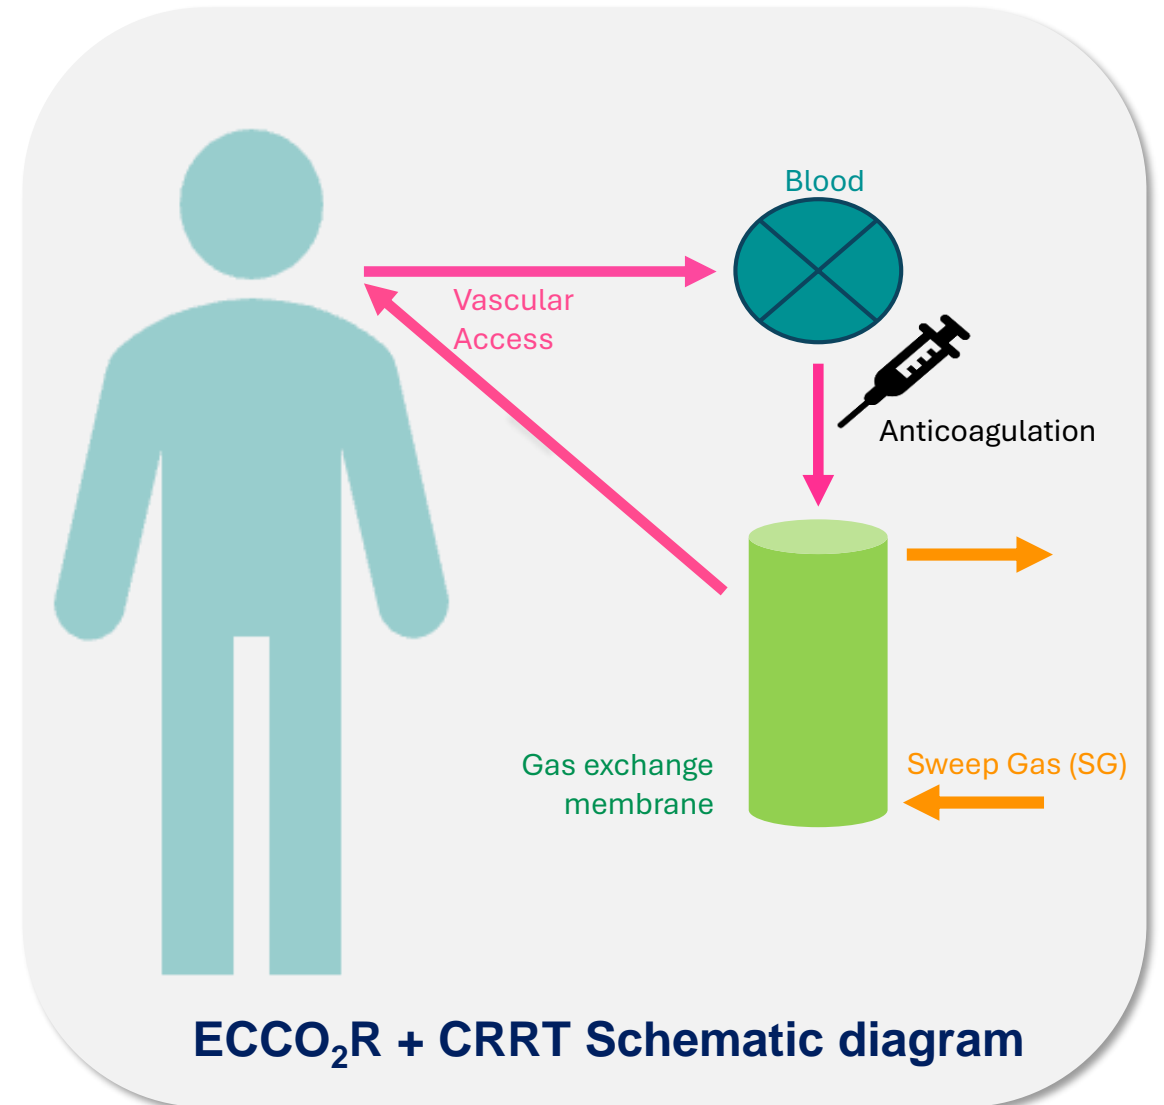 Blood
Vascular
Access
Anticoagulation
Gas exchange
membrane
Sweep Gas (SG)
ECCO₂R + CRRT Schematic diagram